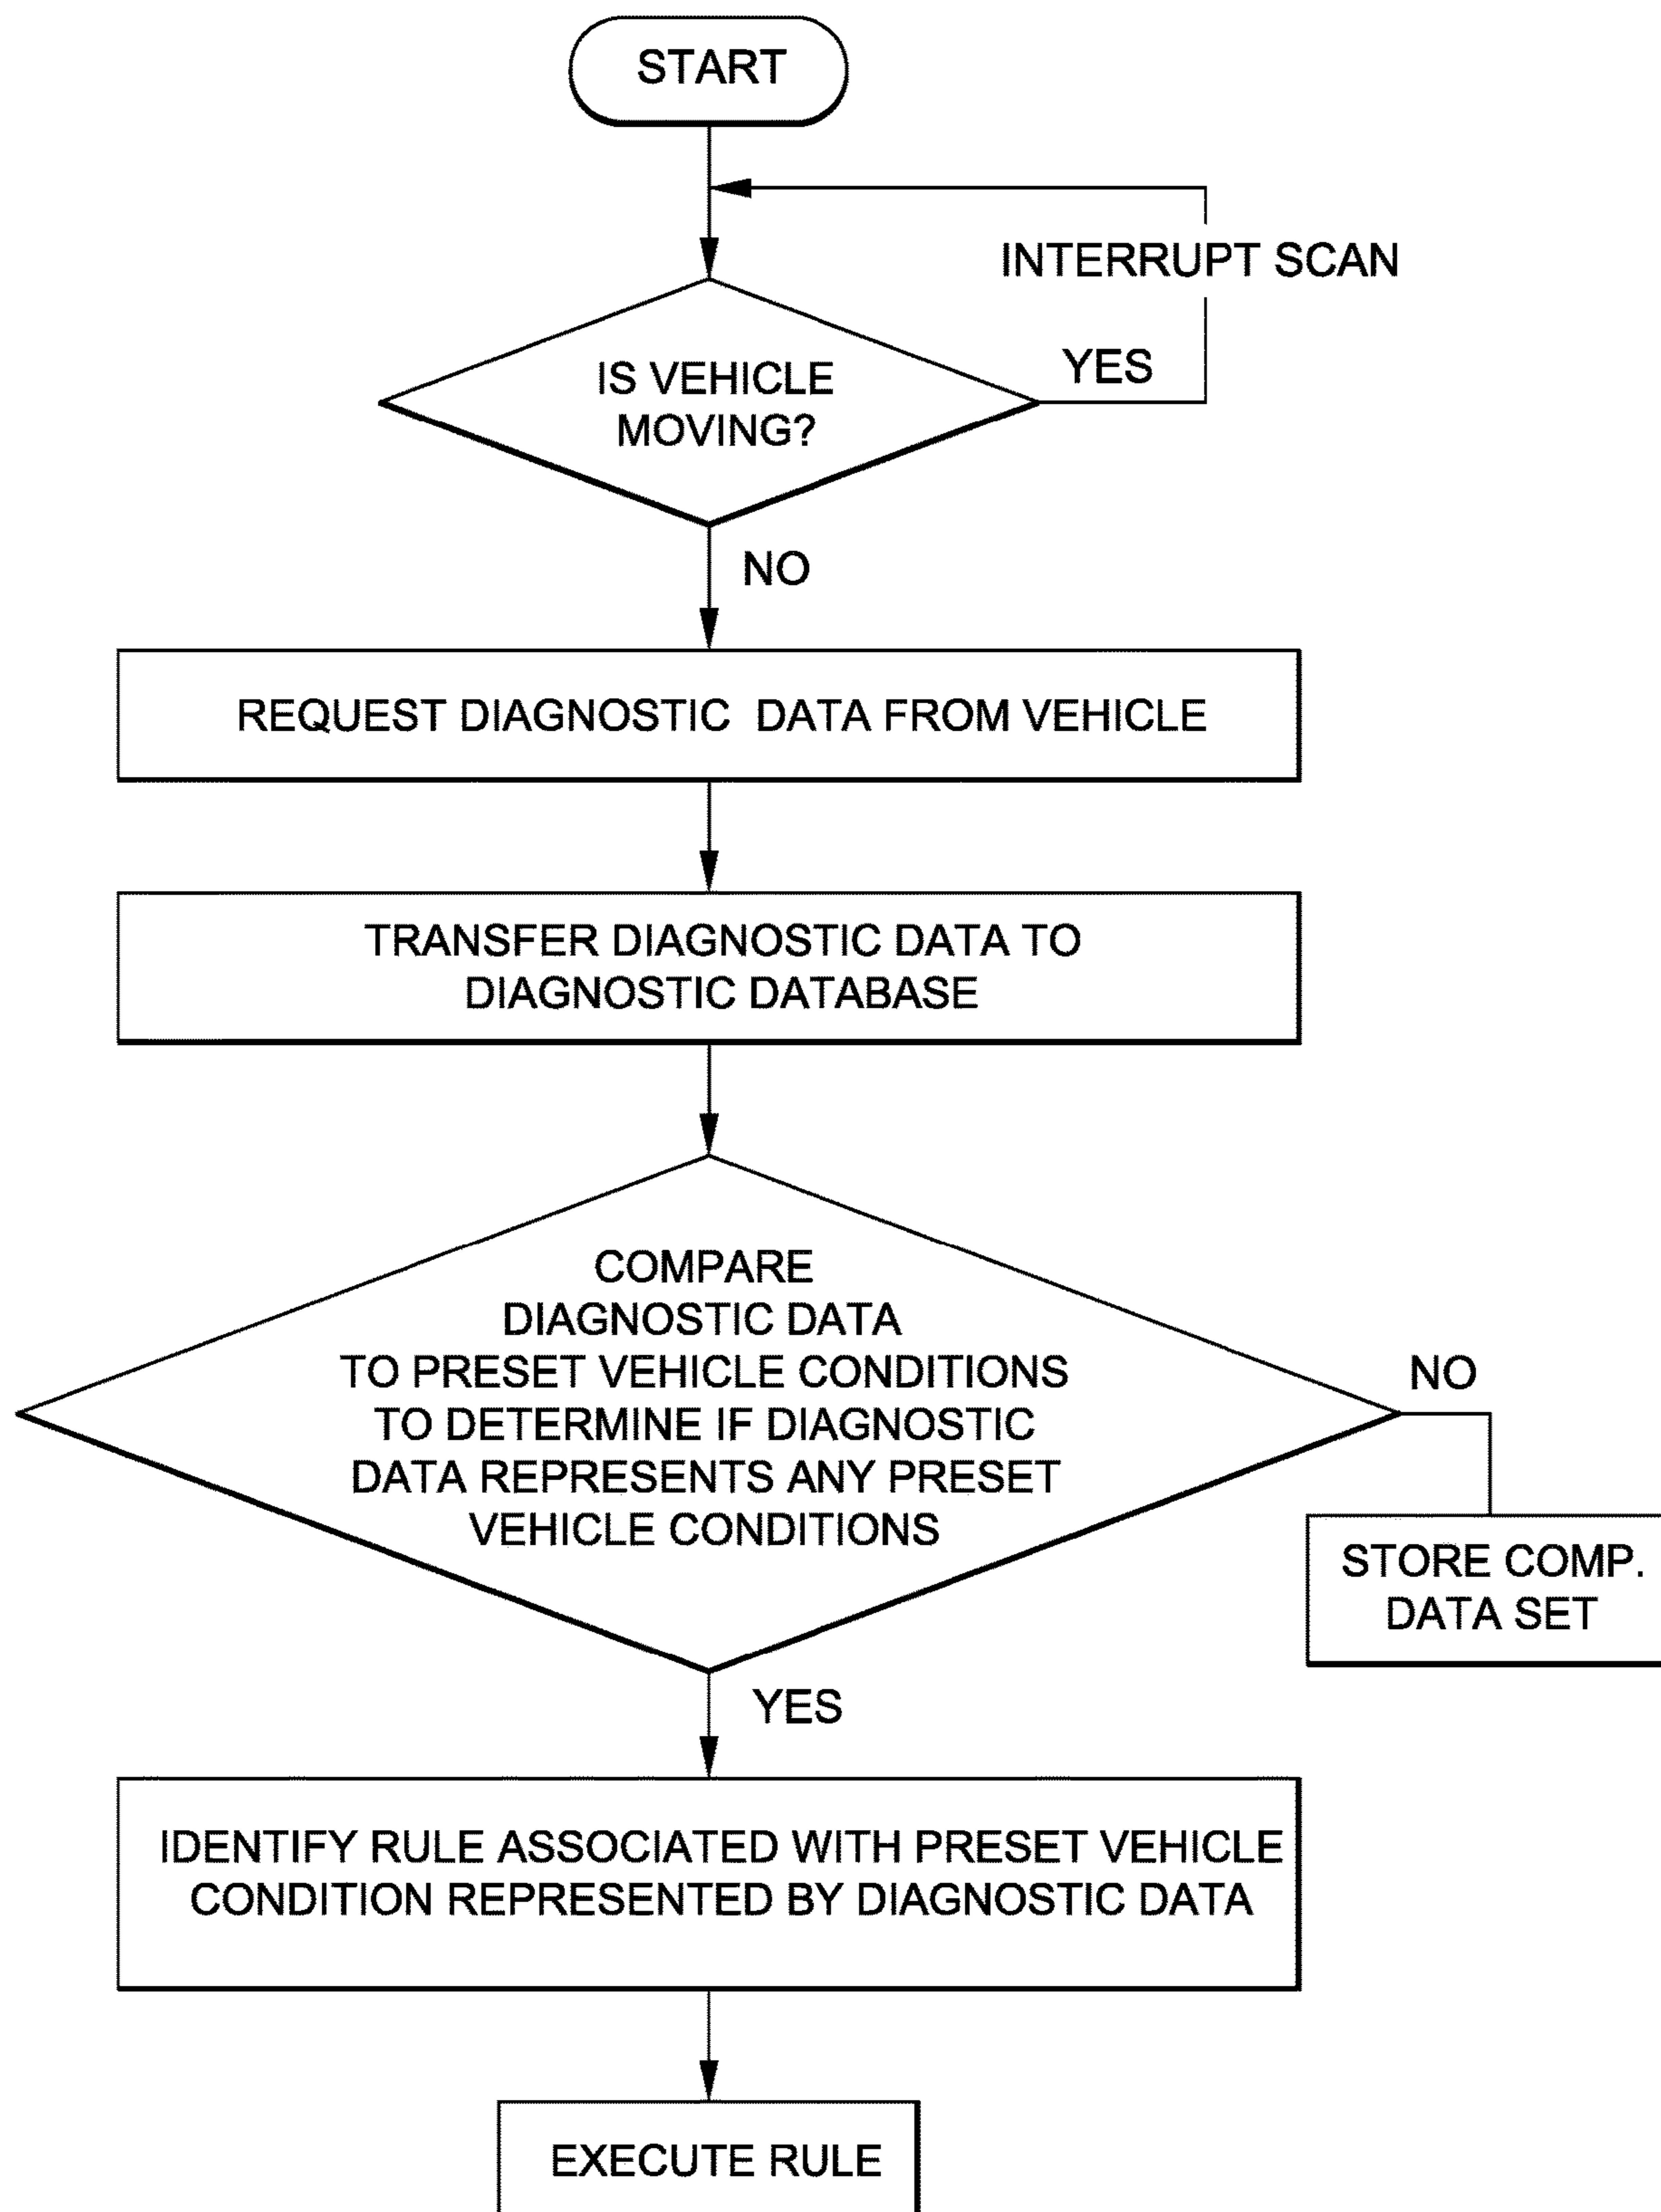 START
INTERRUPT SCAN
IS VEHICLE
MOVING?
YES
NO
REQUEST DIAGNOSTIC DATA FROM VEHICLE
TRANSFER DIAGNOSTIC DATA TO
DIAGNOSTIC DATABASE
COMPARE
DIAGNOSTIC DATA
TO PRESET VEHICLE CONDITIONS
TO DETERMINE IF DIAGNOSTIC
DATA REPRESENTS ANY PRESET
VEHICLE CONDITIONS
NO
STORE COMP.
DATA SET
YES
IDENTIFY RULE ASSOCIATED WITH PRESET VEHICLE
CONDITION REPRESENTED BY DIAGNOSTIC DATA
EXECUTE RULE